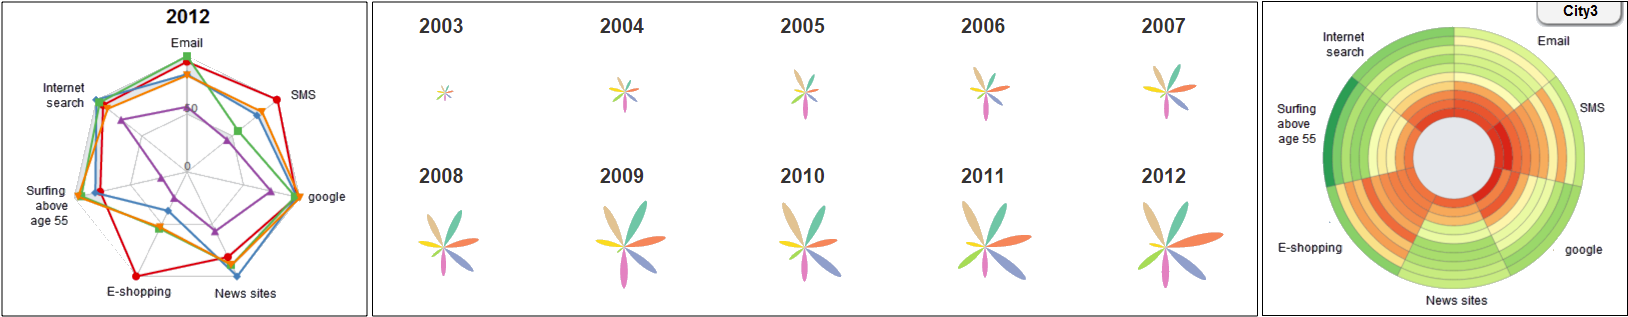 2012
Email
SMS
Internet
search
50
0
Surfing
above
age 55
google
E-shopping
News sites
2003
2004
2005
2006
2007
2008
2009
2010
2011
2012
City3
Internet
search
Email
Surfing
above
age 55
SMS
E-shopping
google
News sites